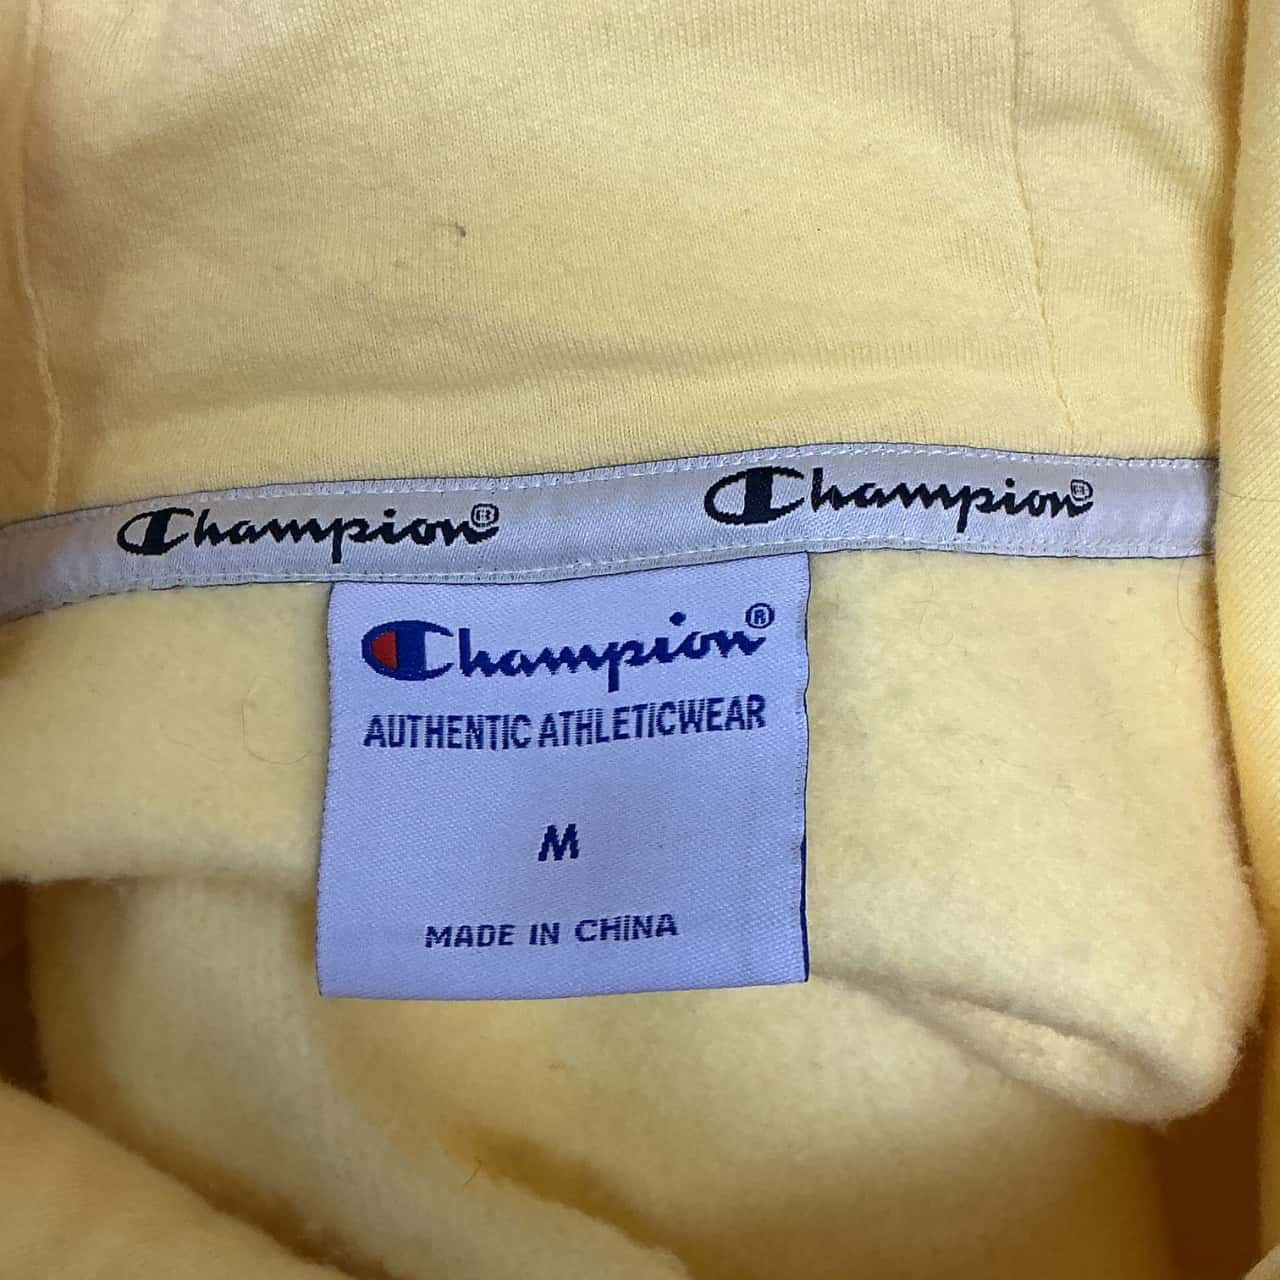 Champion® Champion®
Champion®
AUTHENTIC ATHLETICWEAR
M
MADE IN CHINA